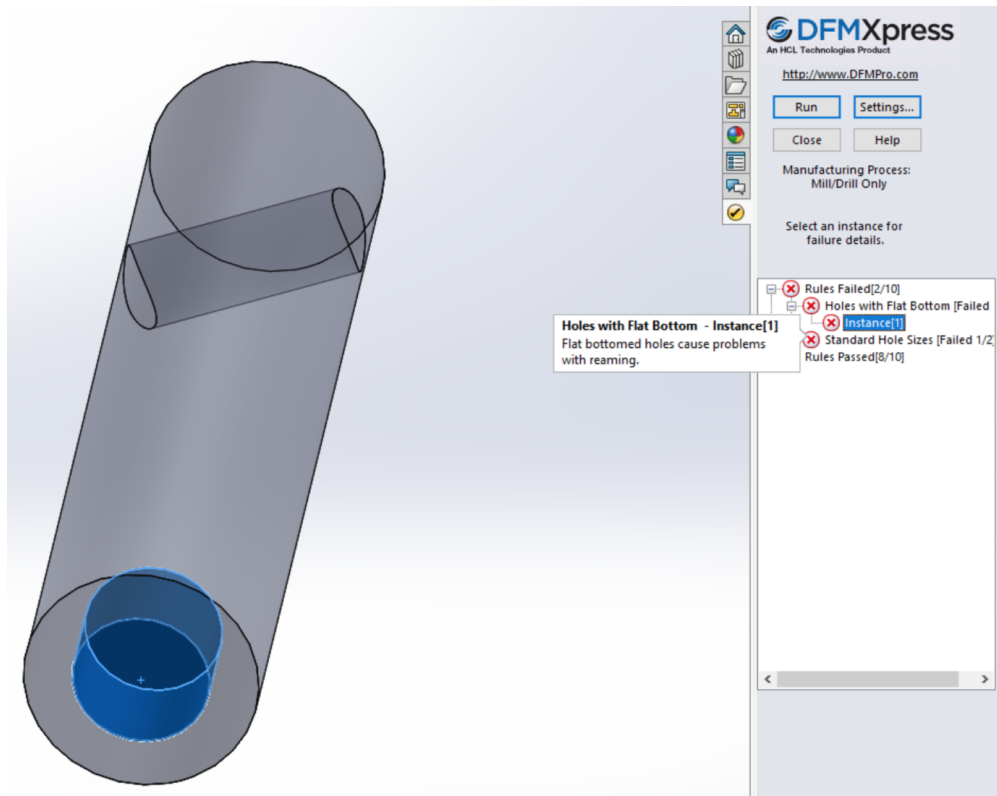 DFMXpress
An HCL Technologies Product
http://www.DFMPro.com
Run
Settings...
Close
Help
Manufacturing Process:
Mill/Drill Only
Select an instance for
failure details.
Rules Failed[2/10]
Holes with Flat Bottom [Failed
Instance[1]
Standard Hole Sizes [Failed 1/2
Rules Passed[8/10]
Holes with Flat Bottom - Instance[1]
Flat bottomed holes cause problems
with reaming.